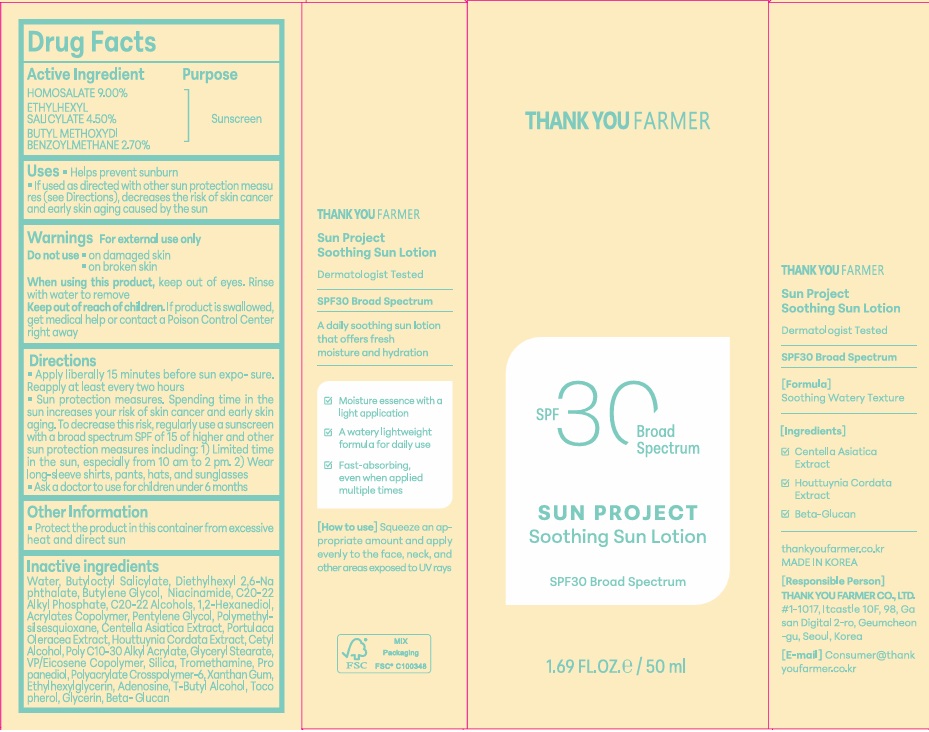 Drug Facts
Active Ingredient Purpose
HOMOSALATE 9.00%
ETHYLHEXYL
SALICYLATE 4.50%
Sunscreen
BUTYL METHOXYDI
BENZOYLMETHANE 2.70%
Uses ▪ Helps prevent sunburn
▪ If used as directed with other sun protection measu
res (see Directions), decreases the risk of skin cancer
and early skin aging caused by the sun
Warnings For external use only
Do not use ▪ on damaged skin
▪ on broken skin
When using this product, keep out of eyes. Rinse
with water to remove
Keep out of reach of children. If product is swallowed,
get medical help or contact a Poison Control Center
right away
Directions
▪ Apply liberally 15 minutes before sun expo- sure.
Reapply at least every two hours
▪ Sun protection measures. Spending time in the
sun increases your risk of skin cancer and early skin
aging. To decrease this risk, regularly use a sunscreen
with a broad spectrum SPF of 15 of higher and other
sun protection measures including: 1) Limited time
in the sun, especially from 10 am to 2 pm. 2) Wear
long-sleeve shirts, pants, hats, and sunglasses
▪ Ask a doctor to use for children under 6 months
Other Information
▪ Protect the product in this container from excessive
heat and direct sun
Inactive ingredients
Water, Butyloctyl Salicylate, Diethylhexyl 2,6-Na
phthalate, Butylene Glycol, Niacinamide, C20-22
Alkyl Phosphate, C20-22 Alcohols, 1,2-Hexanediol,
Acrylates Copolymer, Pentylene Glycol, Polymethyl-
silsesquioxane, Centella Asiatica Extract, Portulaca
Oleracea Extract, Houttuynia Cordata Extract, Cetyl
Alcohol, Poly C10-30 Alkyl Acrylate, Glyceryl Stearate,
VP/Eicosene Copolymer, Silica, Tromethamine, Pro
panediol, Polyacrylate Crosspolymer-6, Xanthan Gum,
Ethylhexylglycerin, Adenosine, T-Butyl Alcohol, Toco
pherol, Glycerin, Beta- Glucan
THANK YOU FARMER
Sun Project
Soothing Sun Lotion
Dermatologist Tested
SPF30 Broad Spectrum
A daily soothing sun lotion
that offers fresh
moisture and hydration
☑ Moisture essence with a
light application
☑ A watery lightweight
formula for daily use
☑ Fast-absorbing,
even when applied
multiple times
[How to use] Squeeze an ap-
propriate amount and apply
evenly to the face, neck, and
other areas exposed to UV rays
FSC
MIX
Packaging
FSC® C100348
THANK YOU FARMER
SPF 30 Broad
Spectrum
SUN PROJECT
Soothing Sun Lotion
SPF30 Broad Spectrum
1.69 FL.OZ.℮ / 50 ml
THANK YOU FARMER
Sun Project
Soothing Sun Lotion
Dermatologist Tested
SPF30 Broad Spectrum
[Formula]
Soothing Watery Texture
[Ingredients]
☑ Centella Asiatica
Extract
☑ Houttuynia Cordata
Extract
☑ Beta-Glucan
thankyoufarmer.co.kr
MADE IN KOREA
[Responsible Person]
THANK YOU FARMER CO., LTD.
#1-1017, Itcastle 10F, 98, Ga
san Digital 2-ro, Geumcheon
-gu, Seoul, Korea
[E-mail] Consumer@thank
youfarmer.co.kr